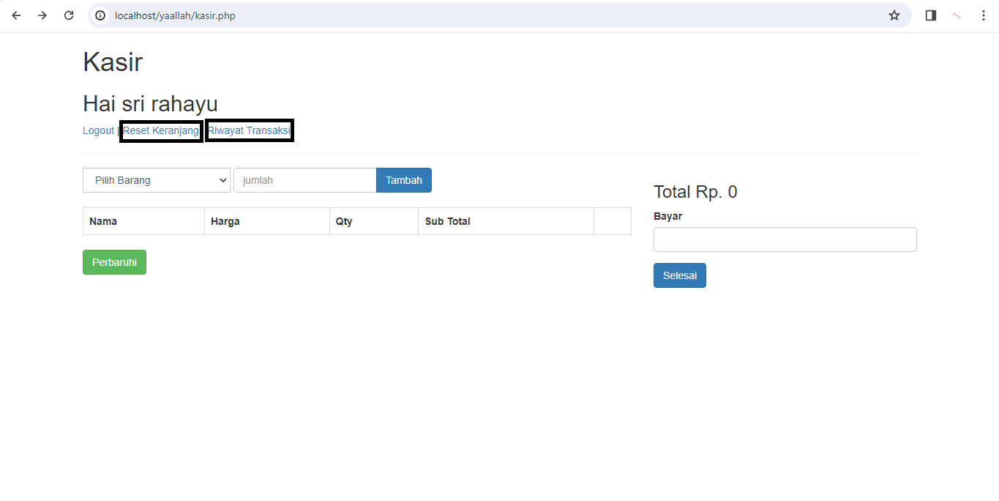 localhost/yaallah/kasir.php
Kasir
Hai sri rahayu
Logout | Reset Keranjang Riwayat Transaksi
Pilih Barang jumlah Tambah
Nama Harga Qty Sub Total
Perbaruhi
Total Rp. 0
Bayar
Selesai